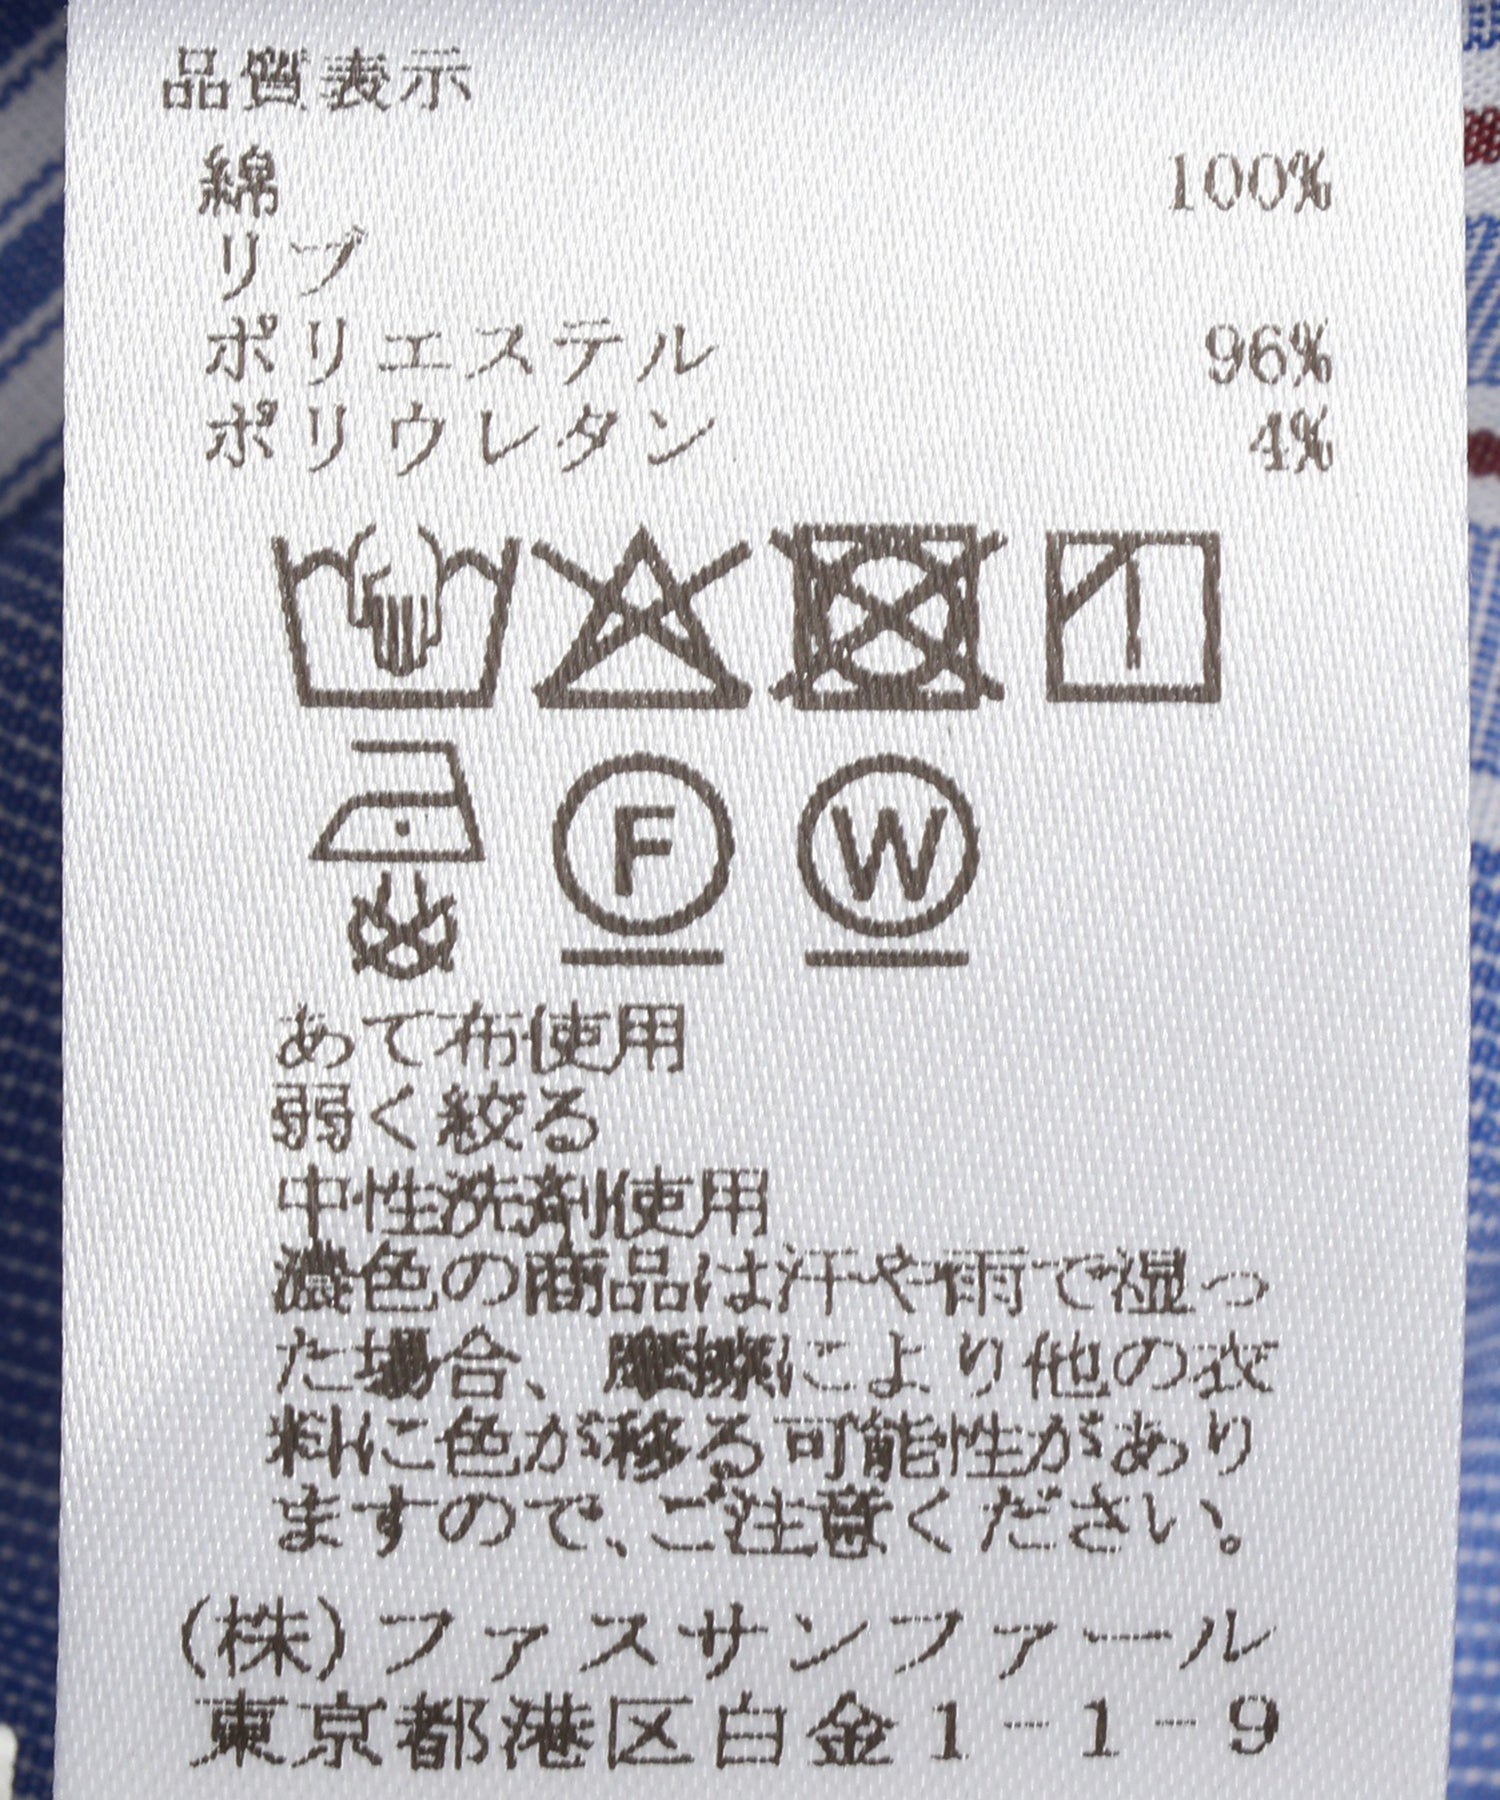 品質表示
綿 100%
リブ
ポリエステル 96%
ポリウレタン 4%
F W
あて布使用
弱く絞る
中性洗剤使用
濃色の商品は汗や雨で湿っ
た場合、摩擦により他の衣
料に色が移る可能性があり
ますので、ご注意ください。
(株)ファスサンファール
東京都港区白金1-1-9